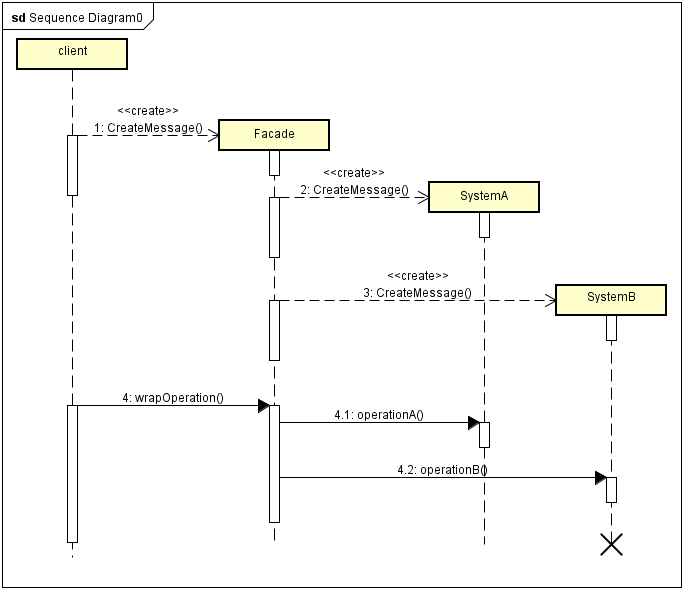 sd Sequence Diagram0
client
<<create>>
1: CreateMessage()
Facade
<<create>>
2: CreateMessage()
SystemA
<<create>>
3: CreateMessage()
SystemB
4: wrapOperation()
4.1: operationA()
4.2: operationB()